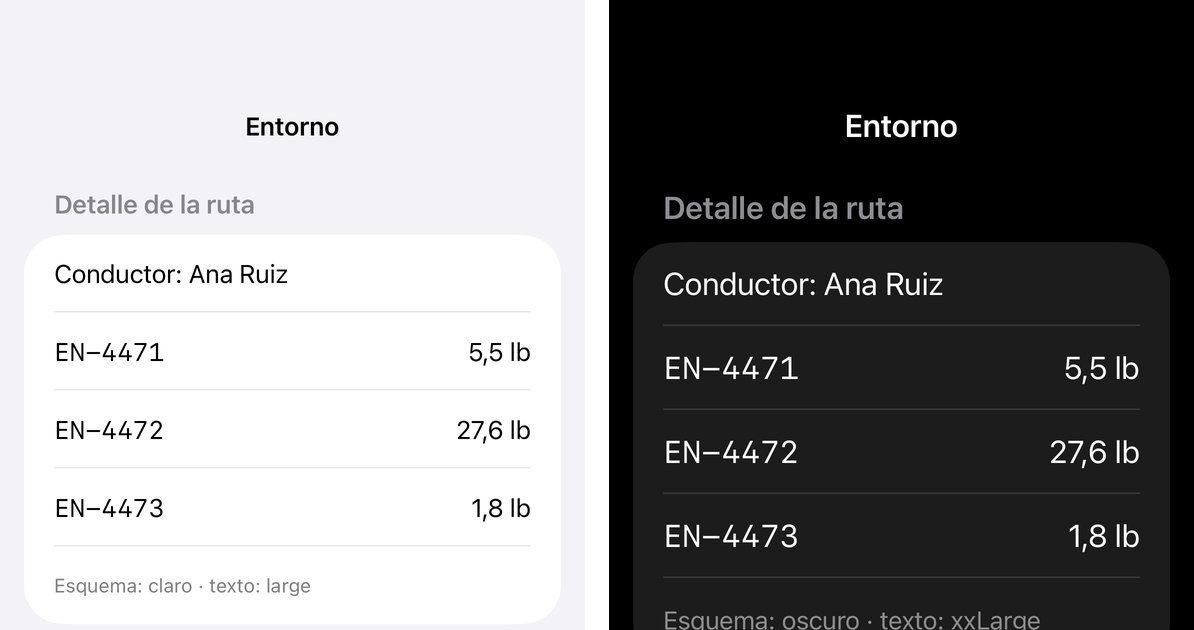 Entorno
Detalle de la ruta
Conductor: Ana Ruiz
EN–4471 5,5 lb
EN–4472 27,6 lb
EN–4473 1,8 lb
Esquema: claro · texto: large
Entorno
Detalle de la ruta
Conductor: Ana Ruiz
EN–4471 5,5 lb
EN–4472 27,6 lb
EN–4473 1,8 lb
Esquema: oscuro · texto: xxLarge